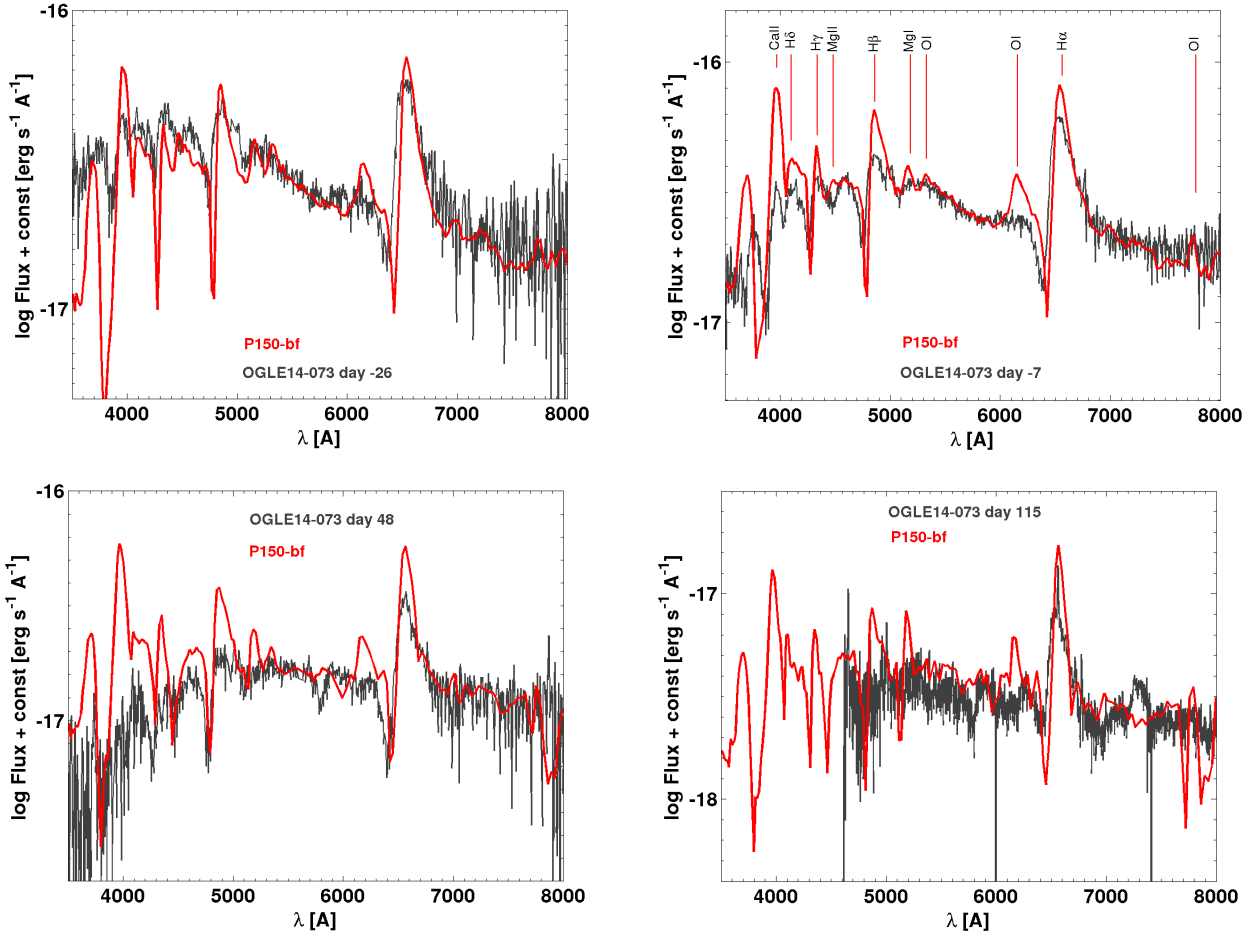 -16
-17
log Flux + const [erg s⁻¹ A⁻¹]
P150-bf
OGLE14-073 day -26
4000 5000 6000 7000 8000
λ [A]
CaII Hδ Hγ MgII Hβ MgI OI OI Hα OI
-16
-17
log Flux + const [erg s⁻¹ A⁻¹]
P150-bf
OGLE14-073 day -7
4000 5000 6000 7000 8000
λ [A]
-16
-17
log Flux + const [erg s⁻¹ A⁻¹]
OGLE14-073 day 48
P150-bf
4000 5000 6000 7000 8000
λ [A]
-17
-18
log Flux + const [erg s⁻¹ A⁻¹]
OGLE14-073 day 115
P150-bf
4000 5000 6000 7000 8000
λ [A]